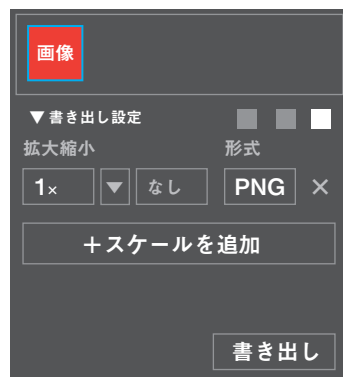 画像
▼書き出し設定
拡大縮小 形式
1× なし PNG ×
＋スケールを追加
書き出し